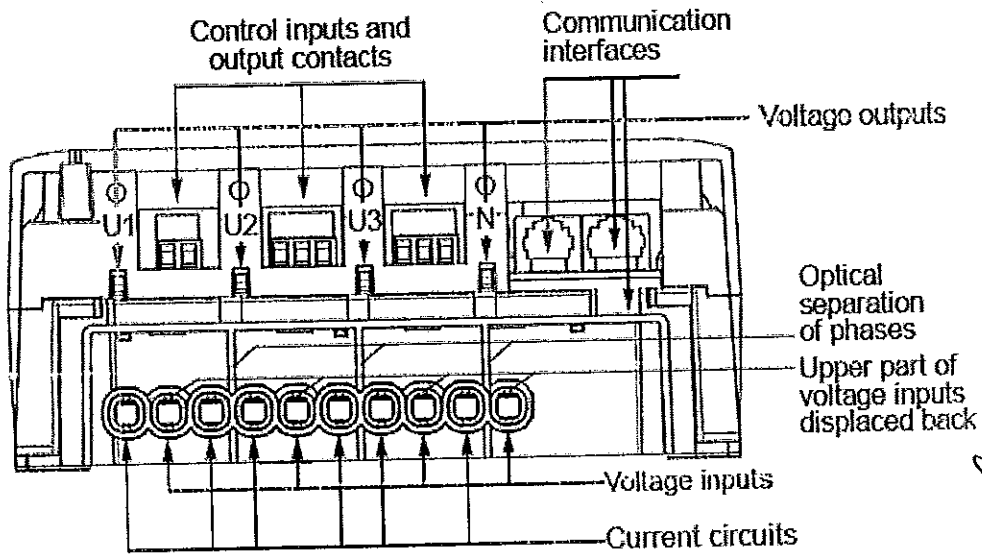 Control inputs and
output contacts
Communication
interfaces
Voltage outputs
U1
U2
U3
N
Optical
separation
of phases
Upper part of
voltage inputs
displaced back
Voltage inputs
Current circuits